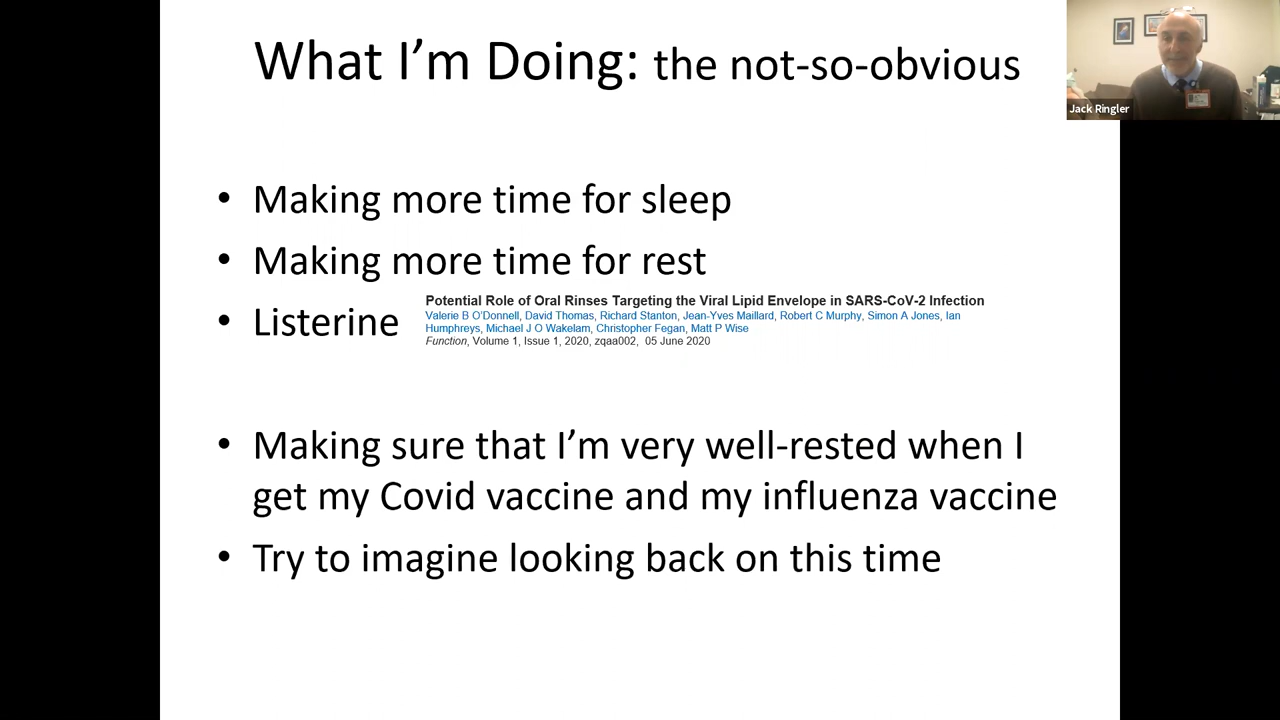 What I’m Doing: the not-so-obvious
Jack Ringler
• Making more time for sleep
• Making more time for rest
• Listerine
Potential Role of Oral Rinses Targeting the Viral Lipid Envelope in SARS-CoV-2 Infection
Valerie B O’Donnell, David Thomas, Richard Stanton, Jean-Yves Maillard, Robert C Murphy, Simon A Jones, Ian
Humphreys, Michael J O Wakelam, Christopher Fegan, Matt P Wise
Function, Volume 1, Issue 1, 2020, zqaa002, 05 June 2020
• Making sure that I’m very well-rested when I
get my Covid vaccine and my influenza vaccine
• Try to imagine looking back on this time